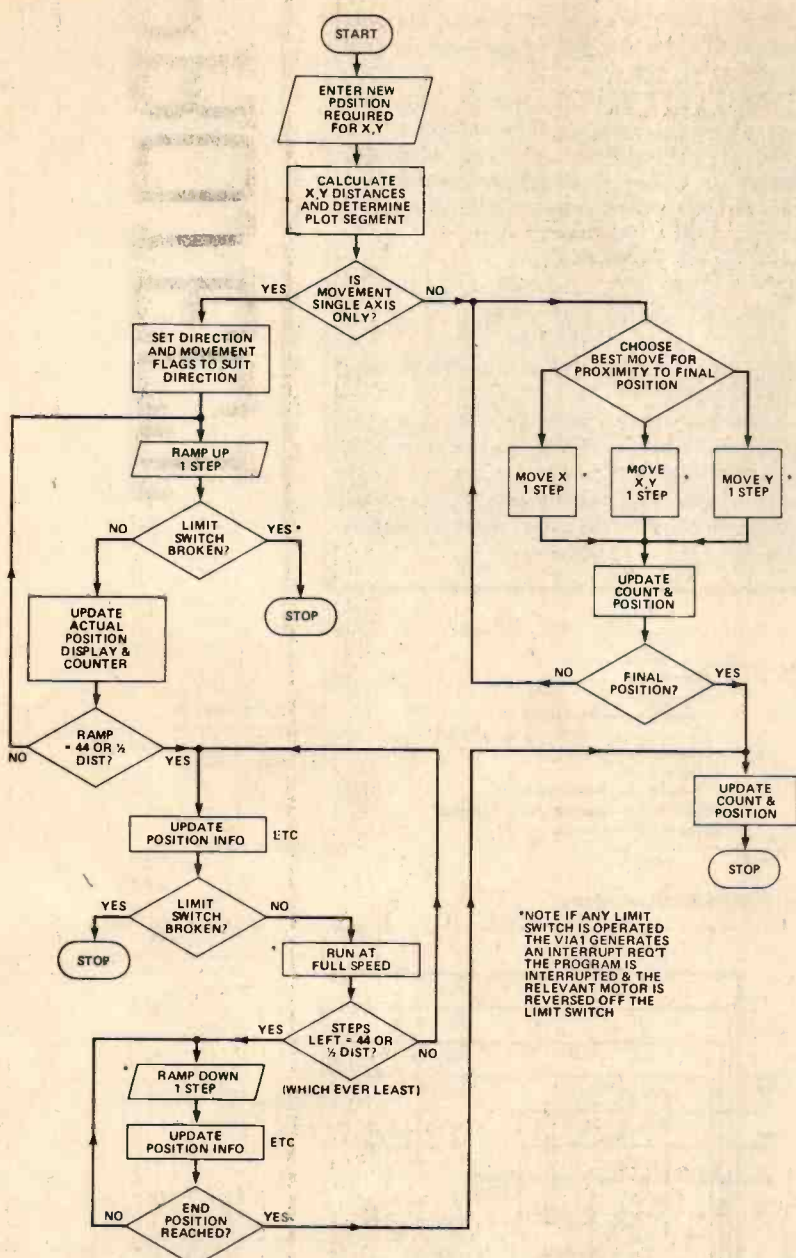 START
ENTER NEW
POSITION
REQUIRED
FOR X,Y
CALCULATE
X,Y DISTANCES
AND DETERMINE
PLOT SEGMENT
IS
MOVEMENT
SINGLE AXIS
ONLY?
YES
NO
SET DIRECTION
AND MOVEMENT
FLAGS TO SUIT
DIRECTION
RAMP UP
1 STEP
LIMIT
SWITCH
BROKEN?
NO
YES*
STOP
UPDATE
ACTUAL
POSITION
DISPLAY &
COUNTER
RAMP
= 44 OR ½
DIST?
NO
YES
CHOOSE
BEST MOVE FOR
PROXIMITY TO FINAL
POSITION
MOVE X
1 STEP
*
MOVE
X,Y
1 STEP
*
MOVE Y
1 STEP
*
UPDATE
COUNT &
POSITION
FINAL
POSITION?
NO
YES
UPDATE
COUNT &
POSITION
STOP
UPDATE
POSITION INFO
ETC
LIMIT
SWITCH
BROKEN?
YES
NO
STOP
*
RUN AT
FULL SPEED
STEPS
LEFT = 44 OR
½ DIST?
YES
NO
(WHICH EVER LEAST)
*
RAMP DOWN
1 STEP
UPDATE
POSITION INFO
ETC
END
POSITION
REACHED?
NO
YES
*NOTE IF ANY LIMIT
SWITCH IS OPERATED
THE VIA1 GENERATES
AN INTERRUPT REQ'T
THE PROGRAM IS
INTERRUPTED & THE
RELEVANT MOTOR IS
REVERSED OFF THE
LIMIT SWITCH